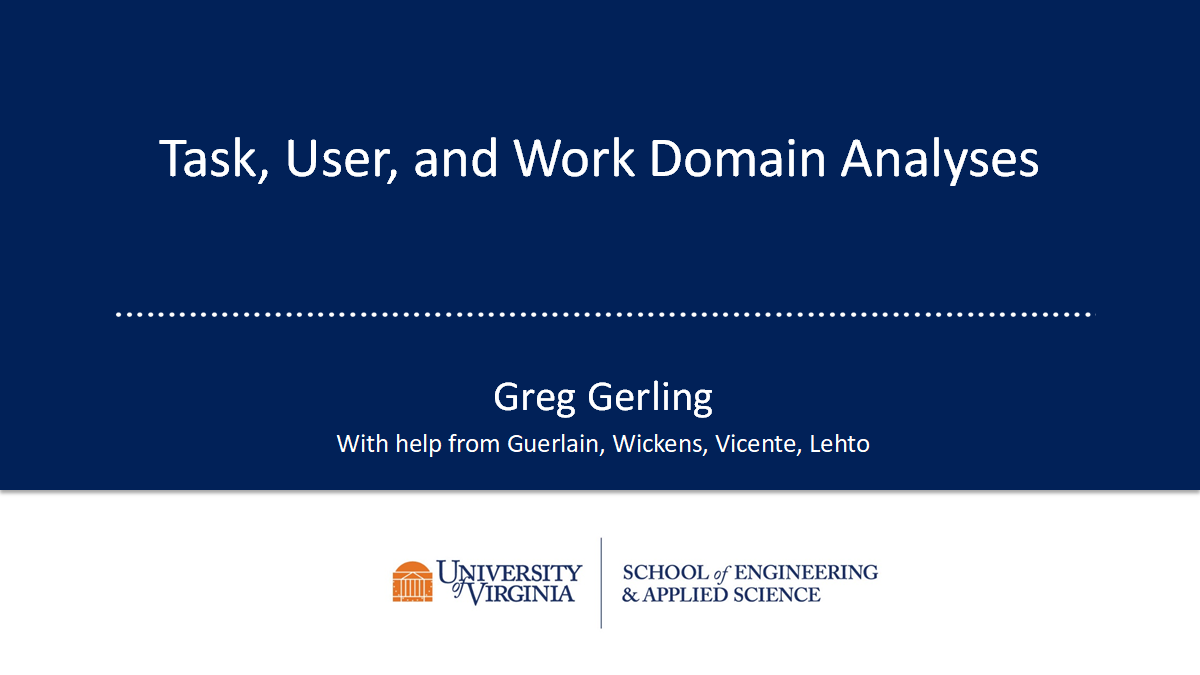 Task, User, and Work Domain Analyses
Greg Gerling
With help from Guerlain, Wickens, Vicente, Lehto
UNIVERSITY
of VIRGINIA
SCHOOL of ENGINEERING
& APPLIED SCIENCE